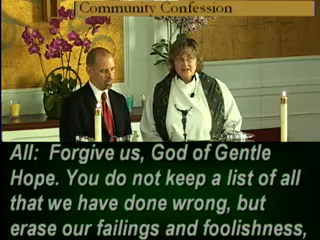 Community Confession
All: Forgive us, God of Gentle
Hope. You do not keep a list of all
that we have done wrong, but
erase our failings and foolishness,